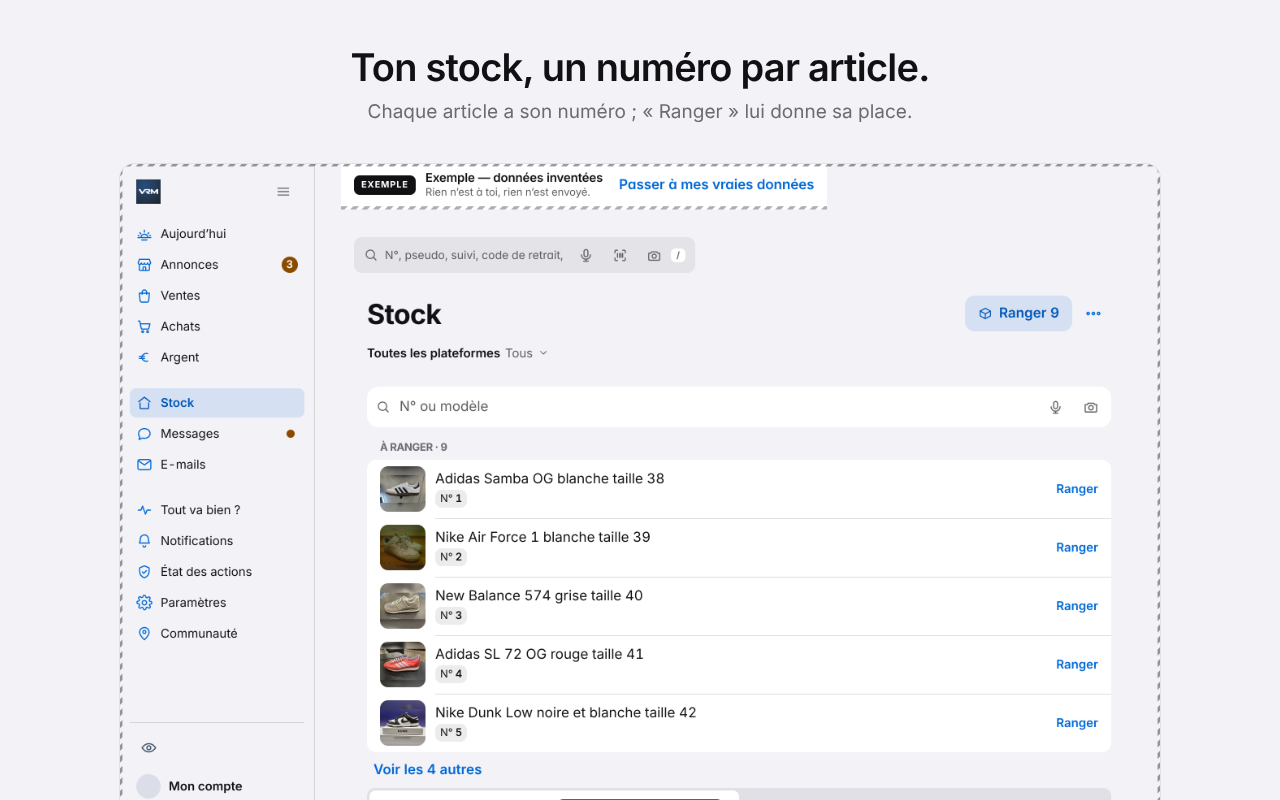 Ton stock, un numéro par article.
Chaque article a son numéro ; « Ranger » lui donne sa place.
VRM
EXEMPLE
Exemple — données inventées
Rien n’est à toi, rien n’est envoyé.
Passer à mes vraies données
Aujourd’hui
Annonces
3
Ventes
Achats
Argent
Stock
Messages
E-mails
Tout va bien ?
Notifications
État des actions
Paramètres
Communauté
Mon compte
N°, pseudo, suivi, code de retrait,
/
Stock
Ranger 9
Toutes les plateformes Tous
N° ou modèle
À RANGER · 9
Adidas Samba OG blanche taille 38
N° 1
Ranger
Nike Air Force 1 blanche taille 39
N° 2
Ranger
New Balance 574 grise taille 40
N° 3
Ranger
Adidas SL 72 OG rouge taille 41
N° 4
Ranger
Nike Dunk Low noire et blanche taille 42
N° 5
Ranger
Voir les 4 autres